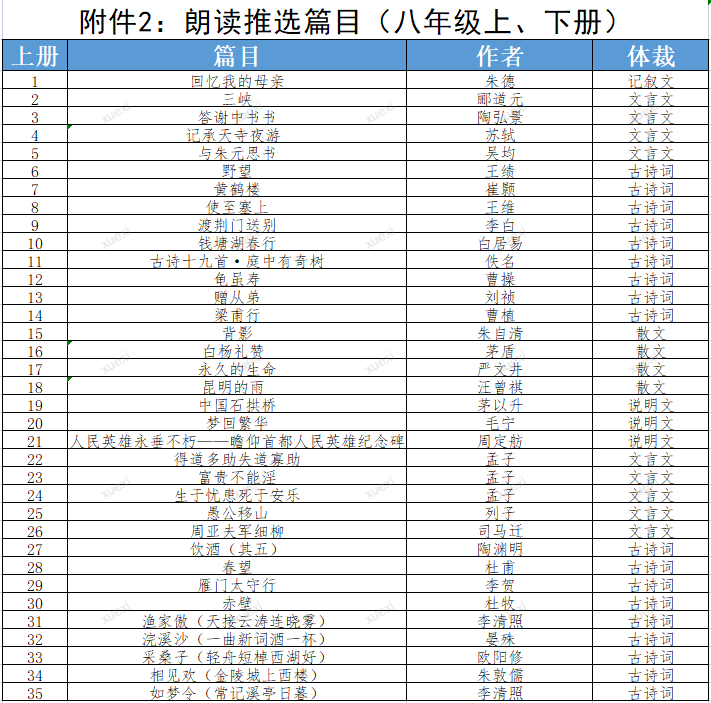 附件2：朗读推选篇目（八年级上、下册）
上册 篇目 作者 体裁
1 回忆我的母亲 朱德 记叙文
2 三峡 郦道元 文言文
3 答谢中书书 陶弘景 文言文
4 记承天寺夜游 苏轼 文言文
5 与朱元思书 吴均 文言文
6 野望 王绩 古诗词
7 黄鹤楼 崔颢 古诗词
8 使至塞上 王维 古诗词
9 渡荆门送别 李白 古诗词
10 钱塘湖春行 白居易 古诗词
11 古诗十九首·庭中有奇树 佚名 古诗词
12 龟虽寿 曹操 古诗词
13 赠从弟 刘桢 古诗词
14 梁甫行 曹植 古诗词
15 背影 朱自清 散文
16 白杨礼赞 茅盾 散文
17 永久的生命 严文井 散文
18 昆明的雨 汪曾祺 散文
19 中国石拱桥 茅以升 说明文
20 梦回繁华 毛宁 说明文
21 人民英雄永垂不朽——瞻仰首都人民英雄纪念碑 周定舫 说明文
22 得道多助失道寡助 孟子 文言文
23 富贵不能淫 孟子 文言文
24 生于忧患死于安乐 孟子 文言文
25 愚公移山 列子 文言文
26 周亚夫军细柳 司马迁 文言文
27 饮酒（其五） 陶渊明 古诗词
28 春望 杜甫 古诗词
29 雁门太守行 李贺 古诗词
30 赤壁 杜牧 古诗词
31 渔家傲（天接云涛连晓雾） 李清照 古诗词
32 浣溪沙（一曲新词酒一杯） 晏殊 古诗词
33 采桑子（轻舟短棹西湖好） 欧阳修 古诗词
34 相见欢（金陵城上西楼） 朱敦儒 古诗词
35 如梦令（常记溪亭日暮） 李清照 古诗词